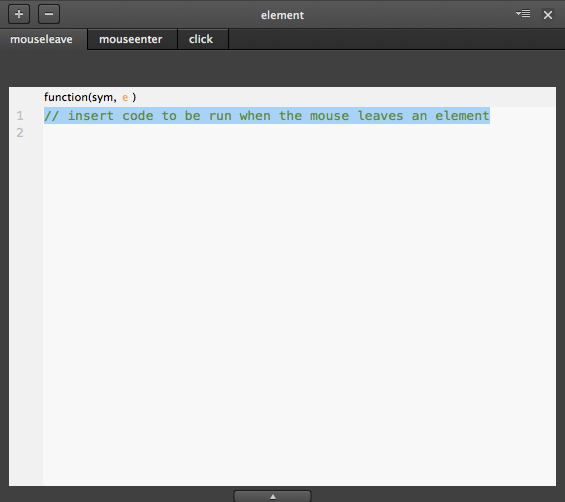 element
mouseleave mouseenter click
function(sym, e )
1 // insert code to be run when the mouse leaves an element
2